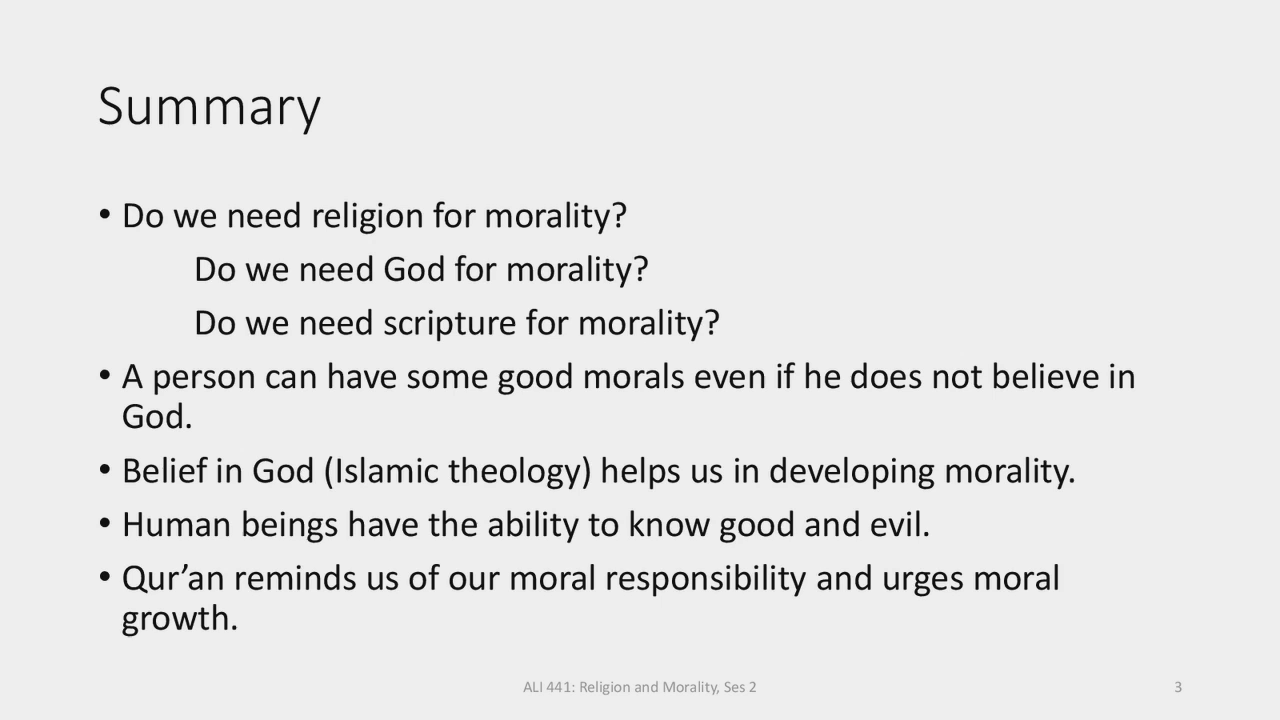 Summary
• Do we need religion for morality?
Do we need God for morality?
Do we need scripture for morality?
• A person can have some good morals even if he does not believe in
God.
• Belief in God (Islamic theology) helps us in developing morality.
• Human beings have the ability to know good and evil.
• Qur’an reminds us of our moral responsibility and urges moral
growth.
ALI 441: Religion and Morality, Ses 2
3